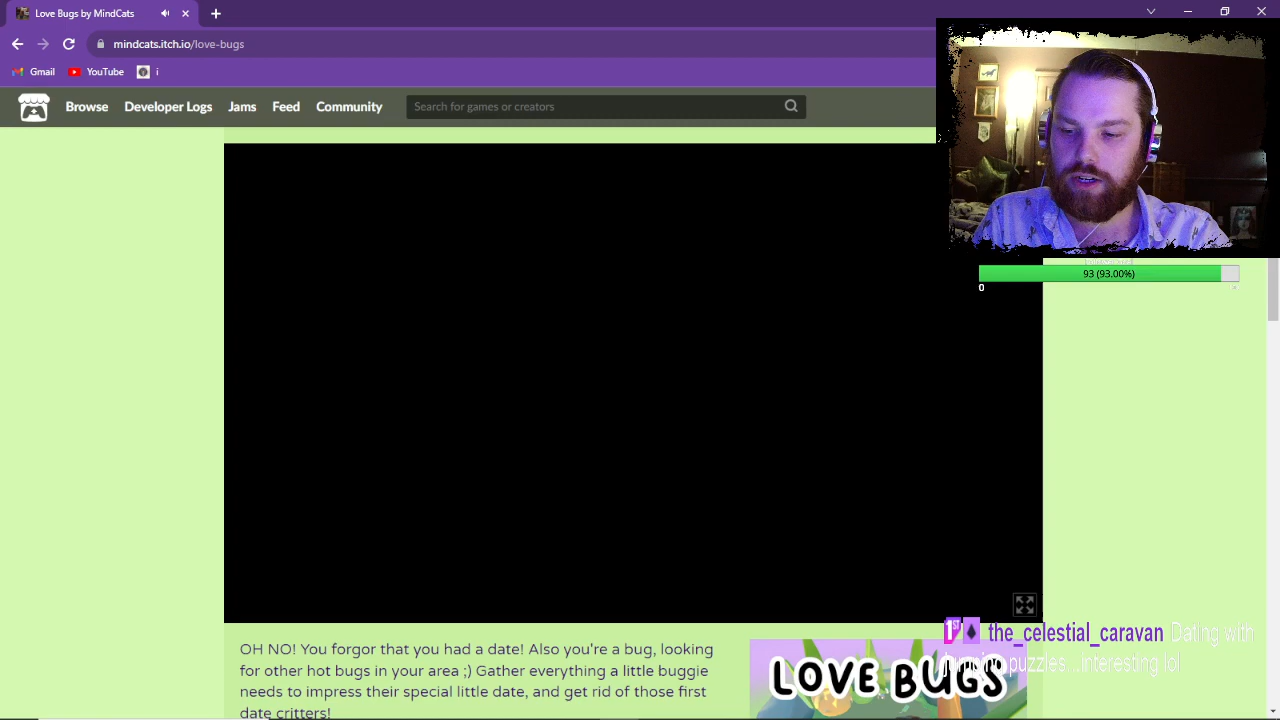 Love Bugs by MindCats
mindcats.itch.io/love-bugs
Gmail YouTube i
Browse Developer Logs Jams Feed Community Search for games or creators
93 (93.00%)
0
OH NO! You forgor that you had a date! Also you're a bug, looking
for other hot bugs in your area ;) Gather everything a little buggie
needs to impress their special little date, and get rid of those first
date critters!
LOVE BUGS
1ST the_celestial_caravan Dating with
jumping puzzles...interesting lol